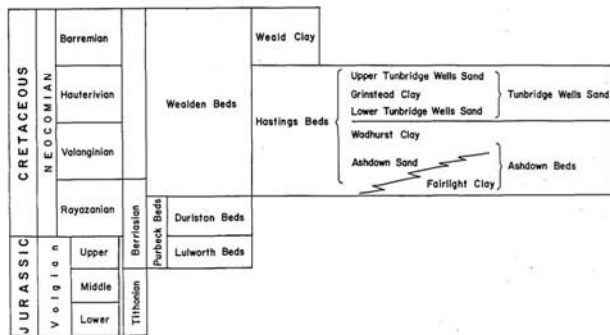 CRETACEOUS
NEOCOMIAN
Barremian
Hauterivian
Valanginian
Ryazanian
JURASSIC
Volgian
Upper
Middle
Lower
Berriasian
Tithonian
Purbeck Beds
Durlston Beds
Lulworth Beds
Wealden Beds
Weald Clay
Hastings Beds
Upper Tunbridge Wells Sand
Grinstead Clay
Lower Tunbridge Wells Sand
Tunbridge Wells Sand
Wadhurst Clay
Ashdown Sand
Fairlight Clay
Ashdown Beds